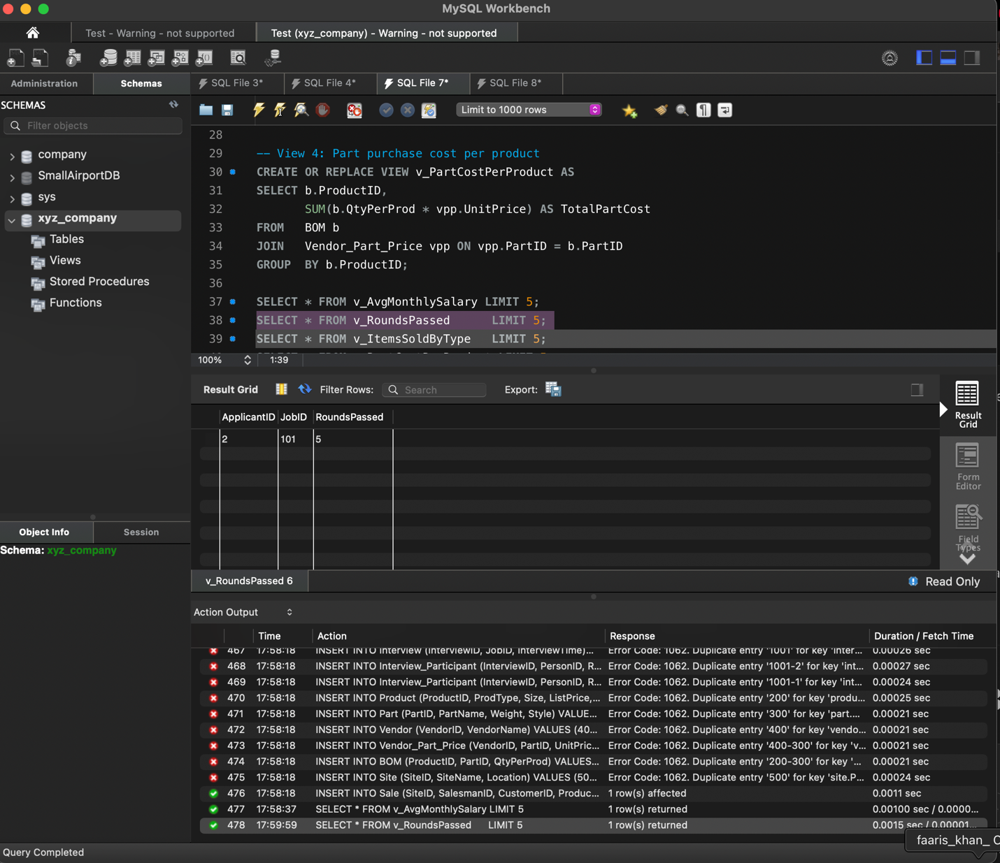 MySQL Workbench
Test - Warning - not supported
Test (xyz_company) - Warning - not supported
Administration
Schemas
SQL File 3*
SQL File 4*
SQL File 7*
SQL File 8*
SCHEMAS
Filter objects
company
SmallAirportDB
sys
xyz_company
Tables
Views
Stored Procedures
Functions
Limit to 1000 rows
28
29 -- View 4: Part purchase cost per product
30 CREATE OR REPLACE VIEW v_PartCostPerProduct AS
31 SELECT b.ProductID,
32 SUM(b.QtyPerProd * vpp.UnitPrice) AS TotalPartCost
33 FROM BOM b
34 JOIN Vendor_Part_Price vpp ON vpp.PartID = b.PartID
35 GROUP BY b.ProductID;
36
37 SELECT * FROM v_AvgMonthlySalary LIMIT 5;
38 SELECT * FROM v_RoundsPassed LIMIT 5;
39 SELECT * FROM v_ItemsSoldByType LIMIT 5;
100% 1:39
Result Grid Filter Rows: Search Export:
ApplicantID JobID RoundsPassed
2 101 5
Result Grid
Form Editor
Field Types
v_RoundsPassed 6
Read Only
Object Info
Session
Schema: xyz_company
Action Output
Time Action Response Duration / Fetch Time
467 17:58:18 INSERT INTO Interview (InterviewID, JobID, InterviewTime)... Error Code: 1062. Duplicate entry '1001' for key 'inter... 0.00026 sec
468 17:58:18 INSERT INTO Interview_Participant (InterviewID, PersonID, R... Error Code: 1062. Duplicate entry '1001-2' for key 'int... 0.00027 sec
469 17:58:18 INSERT INTO Interview_Participant (InterviewID, PersonID, R... Error Code: 1062. Duplicate entry '1001-1' for key 'int... 0.00024 sec
470 17:58:18 INSERT INTO Product (ProductID, ProdType, Size, ListPrice,... Error Code: 1062. Duplicate entry '200' for key 'produ... 0.00025 sec
471 17:58:18 INSERT INTO Part (PartID, PartName, Weight, Style) VALUE... Error Code: 1062. Duplicate entry '300' for key 'part.... 0.00021 sec
472 17:58:18 INSERT INTO Vendor (VendorID, VendorName) VALUES (40... Error Code: 1062. Duplicate entry '400' for key 'vendo... 0.00021 sec
473 17:58:18 INSERT INTO Vendor_Part_Price (VendorID, PartID, UnitPric... Error Code: 1062. Duplicate entry '400-300' for key 'v... 0.00021 sec
474 17:58:18 INSERT INTO BOM (ProductID, PartID, QtyPerProd) VALUES... Error Code: 1062. Duplicate entry '200-300' for key '... 0.00021 sec
475 17:58:18 INSERT INTO Site (SiteID, SiteName, Location) VALUES (50... Error Code: 1062. Duplicate entry '500' for key 'site.P... 0.00024 sec
476 17:58:18 INSERT INTO Sale (SiteID, SalesmanID, CustomerID, Produc... 1 row(s) affected 0.0011 sec
477 17:58:37 SELECT * FROM v_AvgMonthlySalary LIMIT 5 1 row(s) returned 0.00100 sec / 0.0000...
478 17:59:59 SELECT * FROM v_RoundsPassed LIMIT 5 1 row(s) returned 0.0015 sec / 0.00001...
faaris_khan_ C
Query Completed